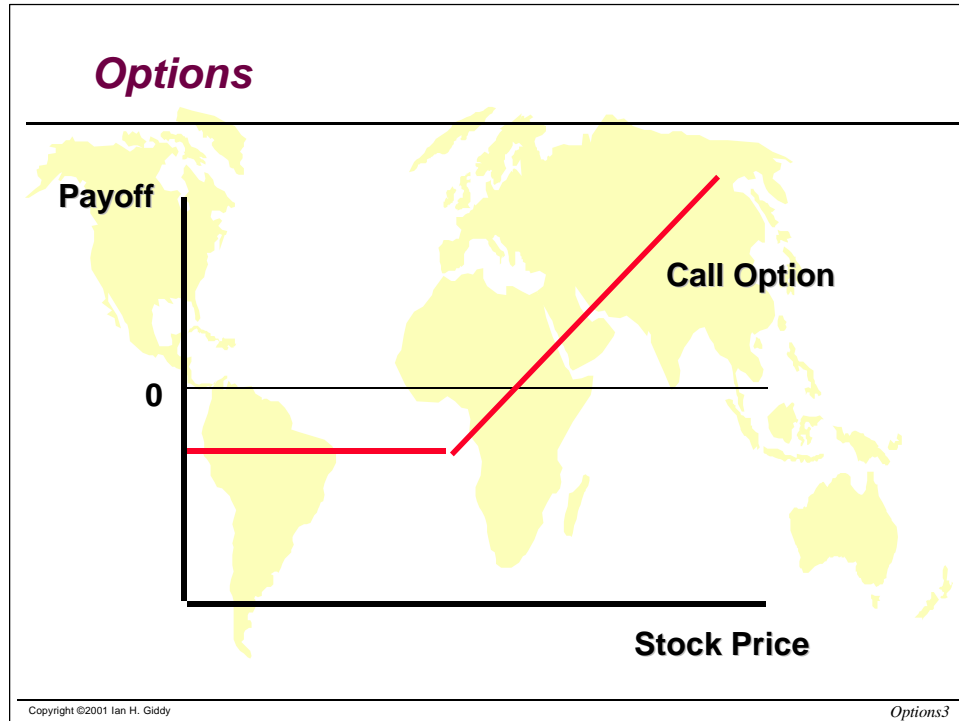 Options
Payoff
Call Option
0
Stock Price
Copyright ©2001 Ian H. Giddy
Options3